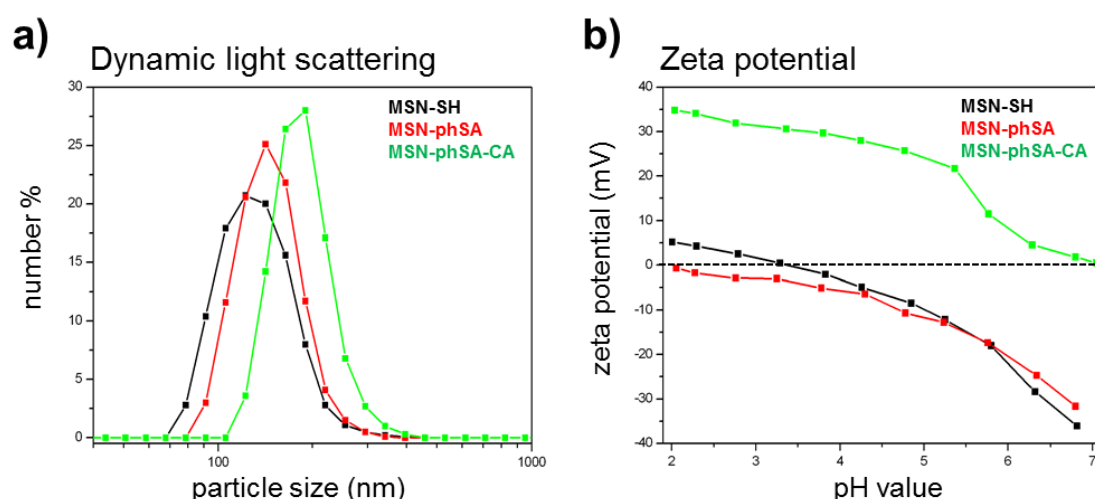 a)
Dynamic light scattering
30
25
20
15
10
5
0
number %
MSN-SH
MSN-phSA
MSN-phSA-CA
100
1000
particle size (nm)
b)
Zeta potential
40
30
20
10
0
-10
-20
-30
-40
zeta potential (mV)
MSN-SH
MSN-phSA
MSN-phSA-CA
2 3 4 5 6 7
pH value